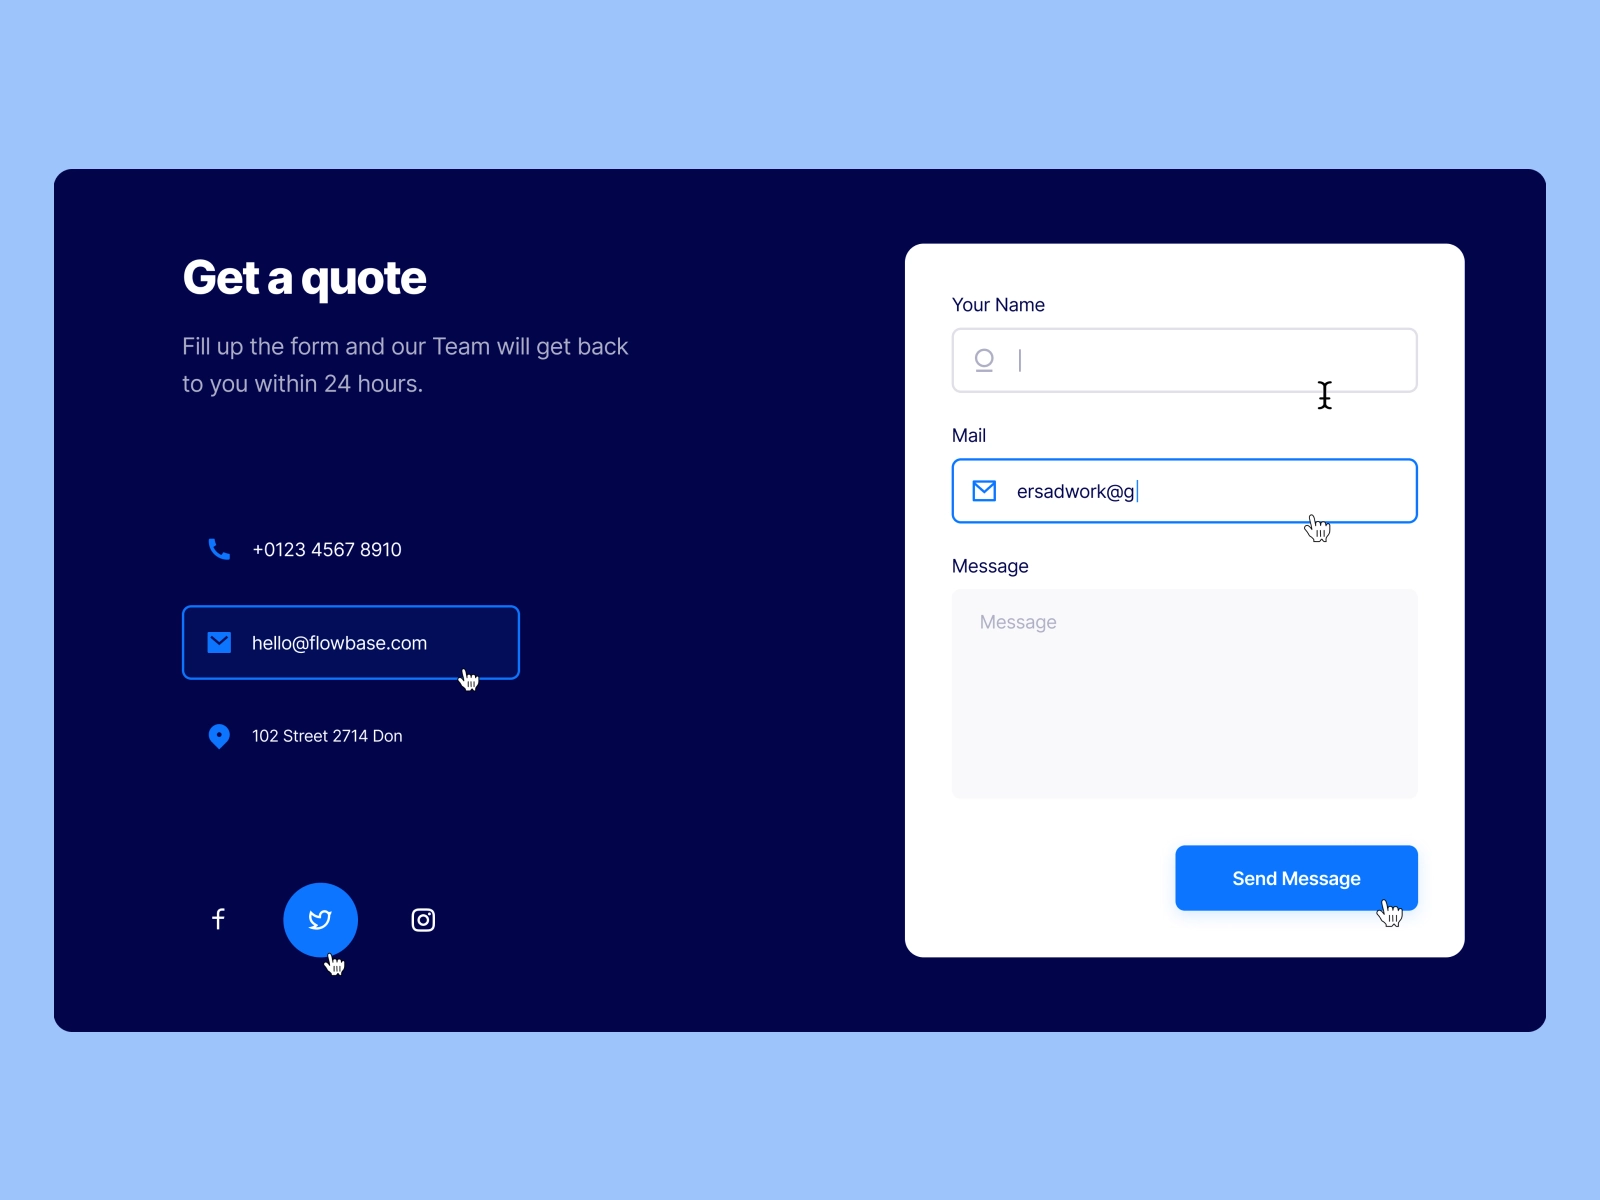 Get a quote
Fill up the form and our Team will get back
to you within 24 hours.
+0123 4567 8910
hello@flowbase.com
102 Street 2714 Don
Your Name
Mail
ersadwork@g
Message
Message
Send Message